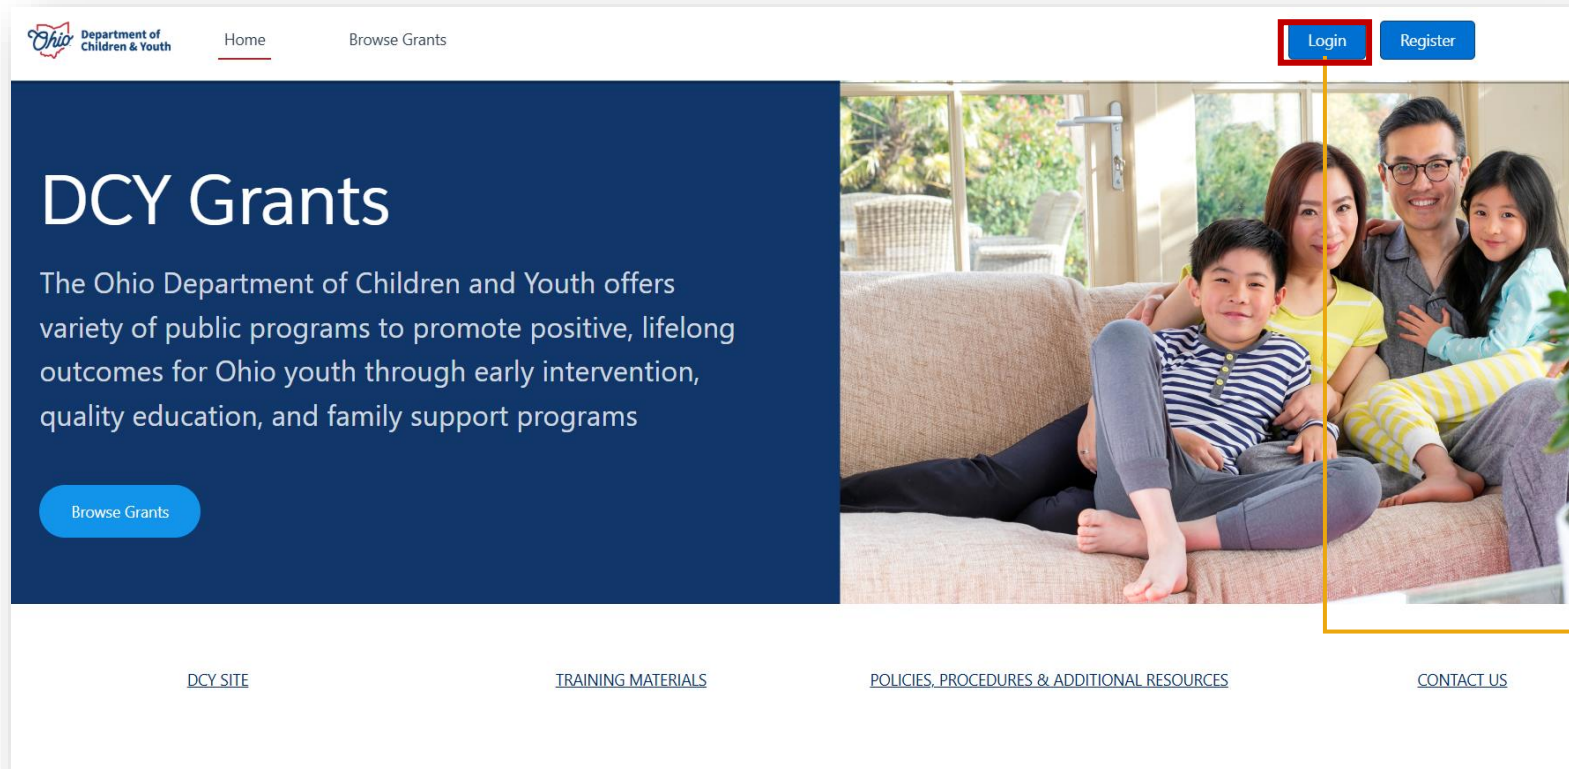 Ohio
Department of
Children & Youth
Home
Browse Grants
Login
Register
DCY Grants
The Ohio Department of Children and Youth offers
variety of public programs to promote positive, lifelong
outcomes for Ohio youth through early intervention,
quality education, and family support programs
Browse Grants
DCY SITE
TRAINING MATERIALS
POLICIES, PROCEDURES & ADDITIONAL RESOURCES
CONTACT US